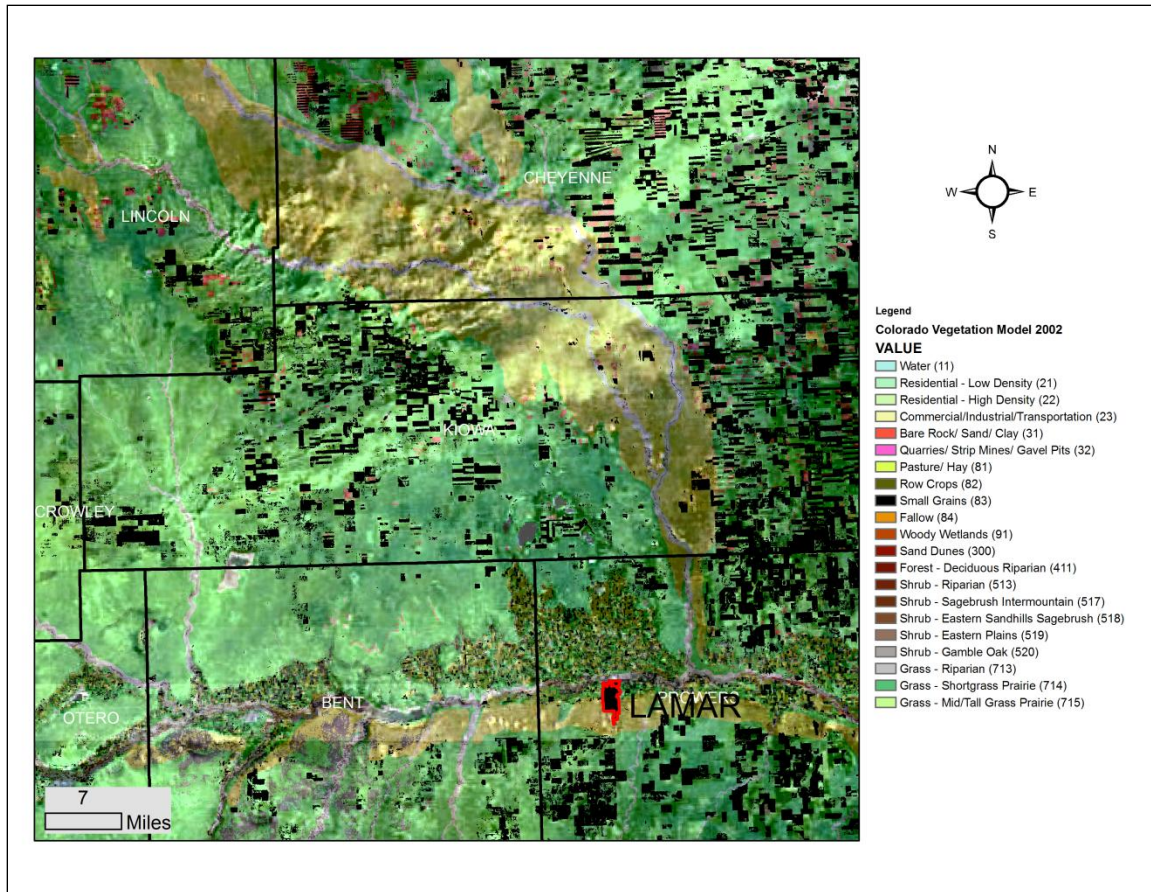 CHEYENNE
LINCOLN
KIOWA
CROWLEY
BENT
PROWERS
LAMAR
OTERO
7
Miles
N
W
E
S
Legend
Colorado Vegetation Model 2002
VALUE
Water (11)
Residential - Low Density (21)
Residential - High Density (22)
Commercial/Industrial/Transportation (23)
Bare Rock/ Sand/ Clay (31)
Quarries/ Strip Mines/ Gavel Pits (32)
Pasture/ Hay (81)
Row Crops (82)
Small Grains (83)
Fallow (84)
Woody Wetlands (91)
Sand Dunes (300)
Forest - Deciduous Riparian (411)
Shrub - Riparian (513)
Shrub - Sagebrush Intermountain (517)
Shrub - Eastern Sandhills Sagebrush (518)
Shrub - Eastern Plains (519)
Shrub - Gamble Oak (520)
Grass - Riparian (713)
Grass - Shortgrass Prairie (714)
Grass - Mid/Tall Grass Prairie (715)